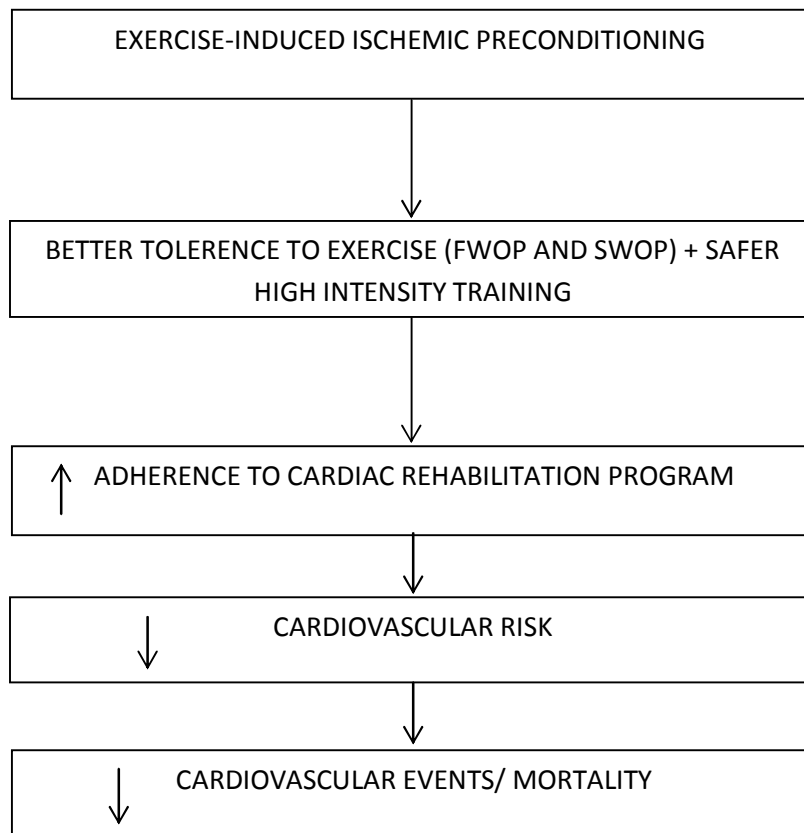 EXERCISE-INDUCED ISCHEMIC PRECONDITIONING
BETTER TOLERENCE TO EXERCISE (FWOP AND SWOP) + SAFER
HIGH INTENSITY TRAINING
ADHERENCE TO CARDIAC REHABILITATION PROGRAM
CARDIOVASCULAR RISK
CARDIOVASCULAR EVENTS/ MORTALITY